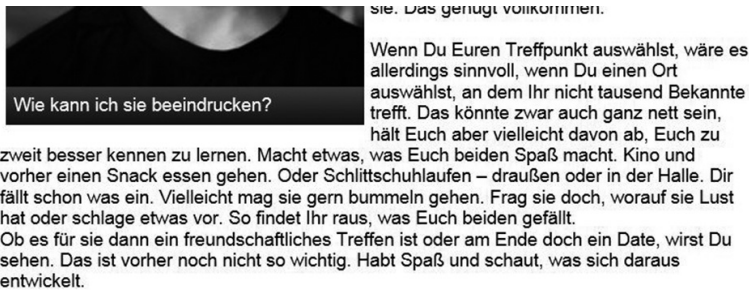 sie. Das genügt vollkommen.
Wenn Du Euren Treffpunkt auswählst, wäre es
allerdings sinnvoll, wenn Du einen Ort
auswählst, an dem Ihr nicht tausend Bekannte
trefft. Das könnte zwar auch ganz nett sein,
hält Euch aber vielleicht davon ab, Euch zu
Wie kann ich sie beeindrucken?
zweit besser kennen zu lernen. Macht etwas, was Euch beiden Spaß macht. Kino und
vorher einen Snack essen gehen. Oder Schlittschuhlaufen – draußen oder in der Halle. Dir
fällt schon was ein. Vielleicht mag sie gern bummeln gehen. Frag sie doch, worauf sie Lust
hat oder schlage etwas vor. So findet Ihr raus, was Euch beiden gefällt.
Ob es für sie dann ein freundschaftliches Treffen ist oder am Ende doch ein Date, wirst Du
sehen. Das ist vorher noch nicht so wichtig. Habt Spaß und schaut, was sich daraus
entwickelt.